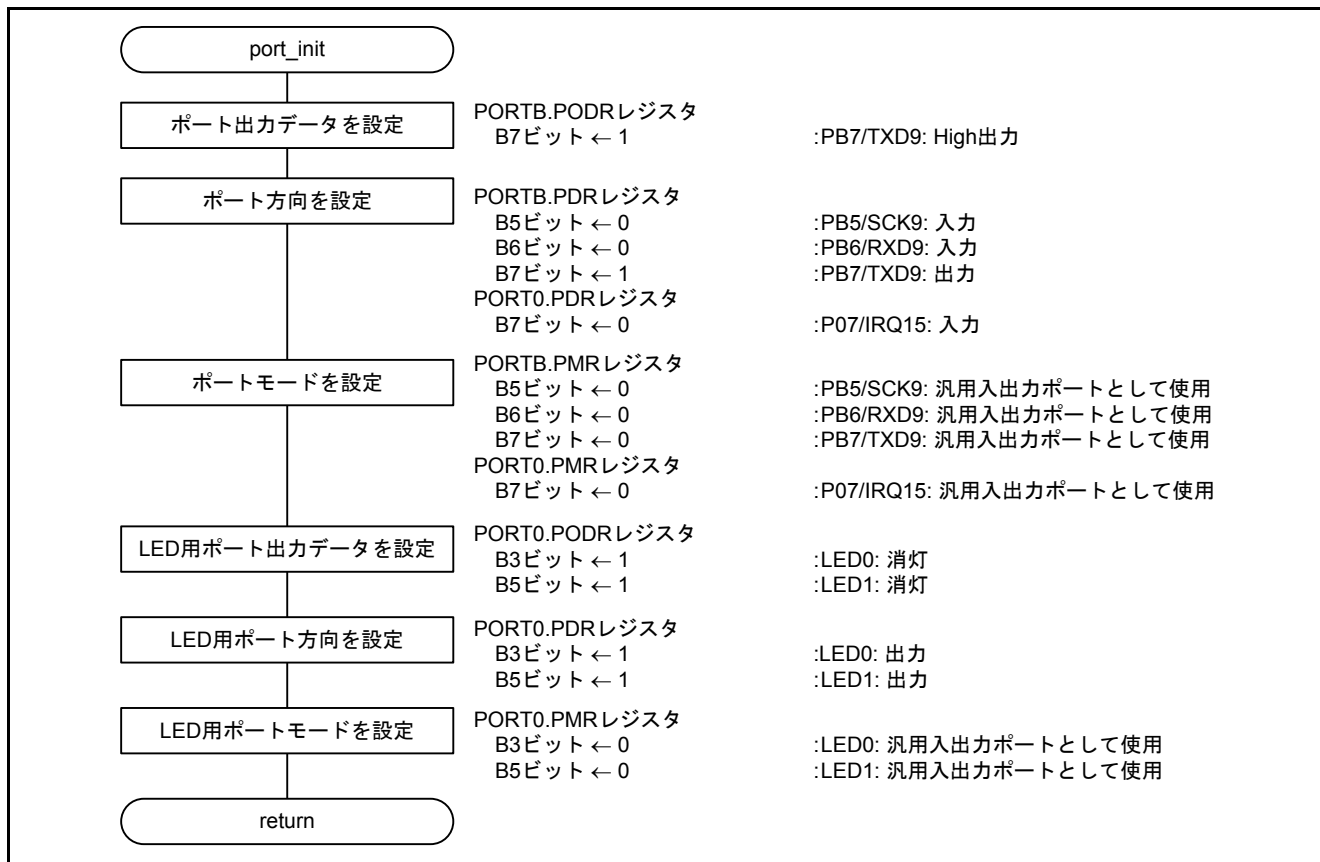 port_init
ポート出力データを設定
PORTB.PODRレジスタ
B7ビット ← 1 :PB7/TXD9: High出力
ポート方向を設定
PORTB.PDRレジスタ
B5ビット ← 0 :PB5/SCK9: 入力
B6ビット ← 0 :PB6/RXD9: 入力
B7ビット ← 1 :PB7/TXD9: 出力
PORT0.PDRレジスタ
B7ビット ← 0 :P07/IRQ15: 入力
ポートモードを設定
PORTB.PMRレジスタ
B5ビット ← 0 :PB5/SCK9: 汎用入出力ポートとして使用
B6ビット ← 0 :PB6/RXD9: 汎用入出力ポートとして使用
B7ビット ← 0 :PB7/TXD9: 汎用入出力ポートとして使用
PORT0.PMRレジスタ
B7ビット ← 0 :P07/IRQ15: 汎用入出力ポートとして使用
LED用ポート出力データを設定
PORT0.PODRレジスタ
B3ビット ← 1 :LED0: 消灯
B5ビット ← 1 :LED1: 消灯
LED用ポート方向を設定
PORT0.PDRレジスタ
B3ビット ← 1 :LED0: 出力
B5ビット ← 1 :LED1: 出力
LED用ポートモードを設定
PORT0.PMRレジスタ
B3ビット ← 0 :LED0: 汎用入出力ポートとして使用
B5ビット ← 0 :LED1: 汎用入出力ポートとして使用
return